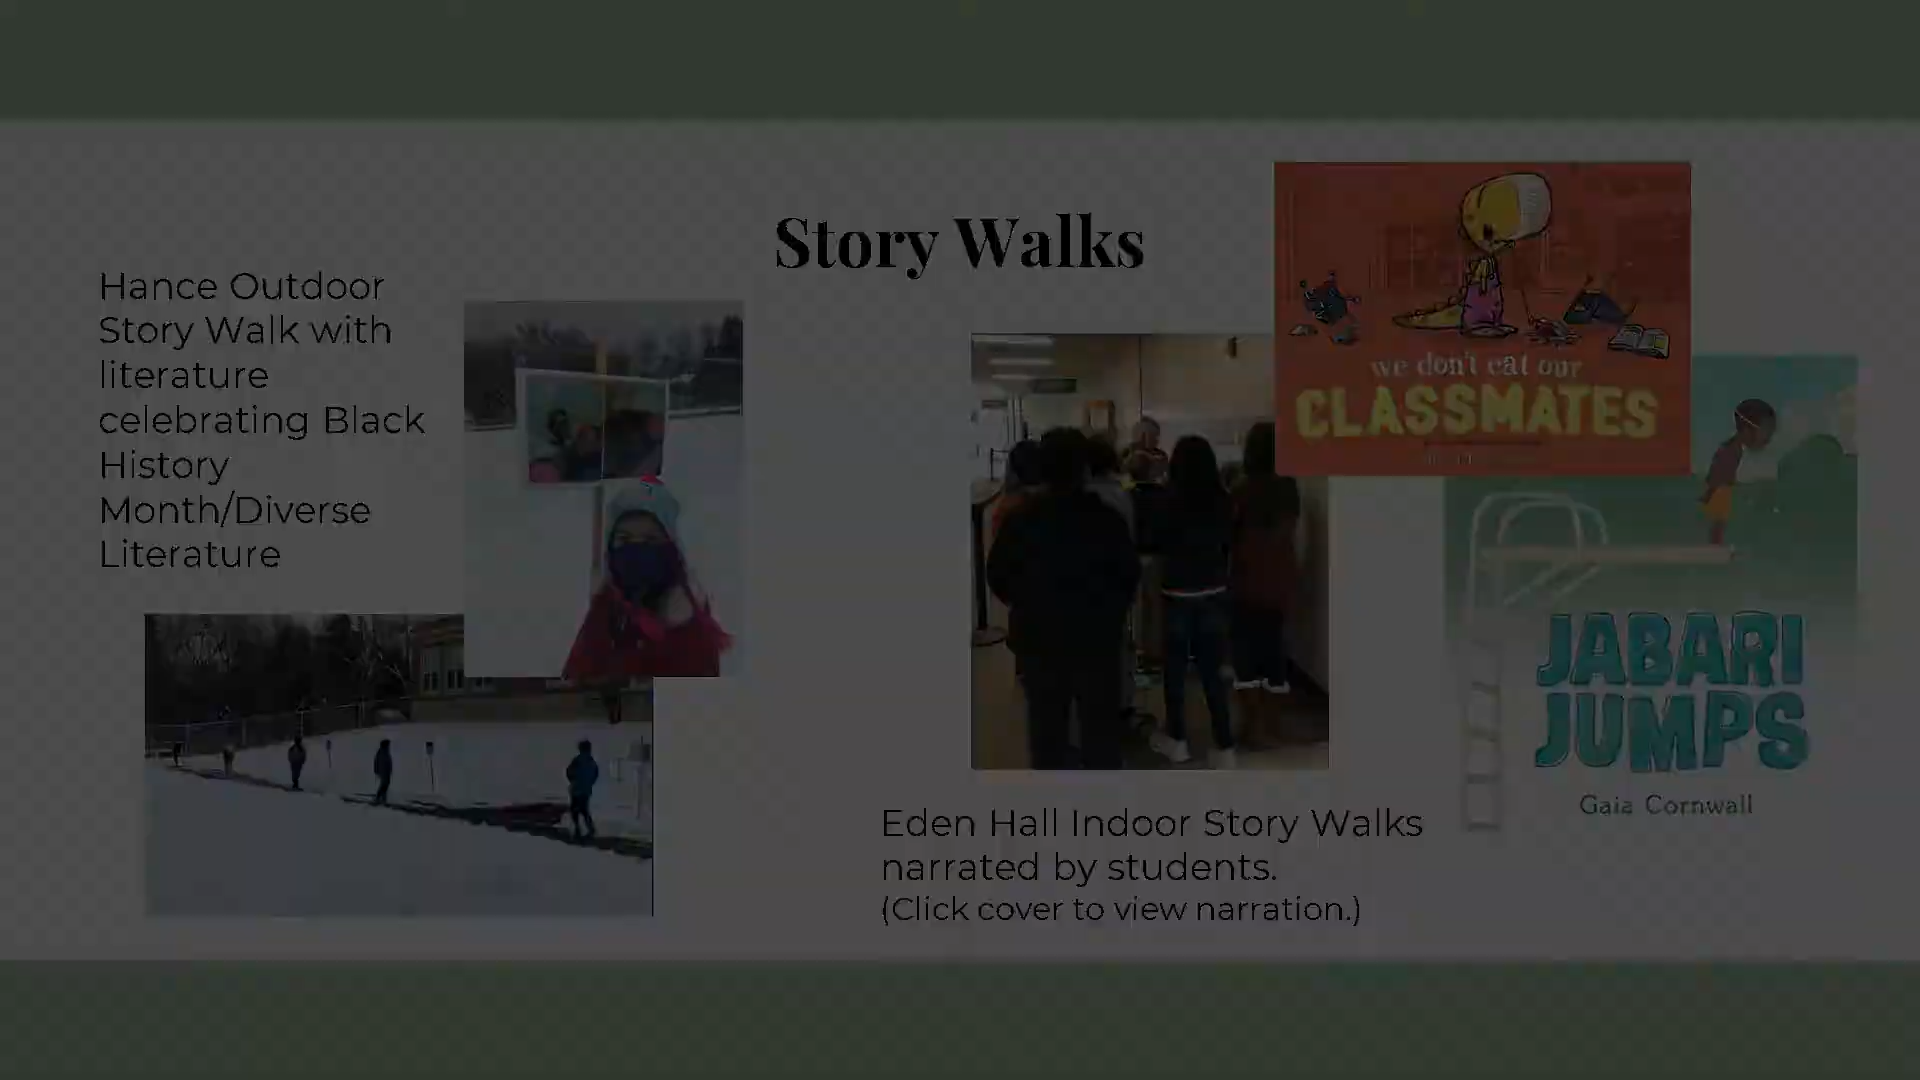 Story Walks
Hance Outdoor
Story Walk with
literature
celebrating Black
History
Month/Diverse
Literature
we don't eat our
CLASSMATES
JABARI
JUMPS
Gaia Cornwall
Eden Hall Indoor Story Walks
narrated by students.
(Click cover to view narration.)